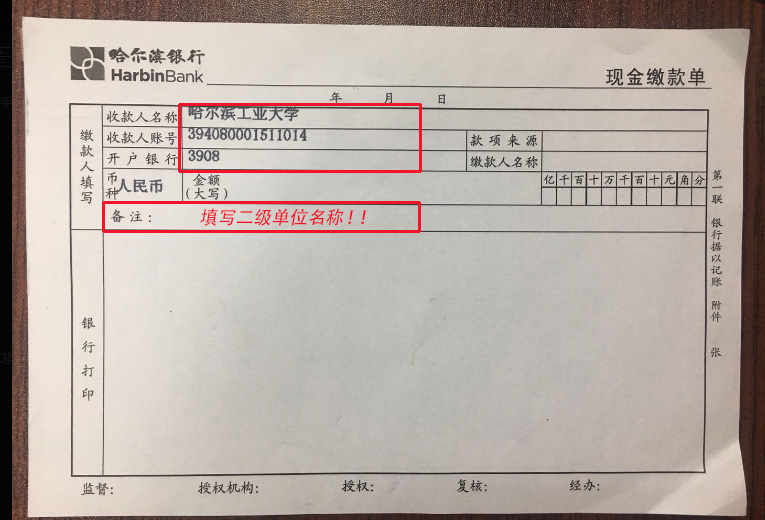 哈尔滨银行
HarbinBank
现金缴款单
年 月 日
缴款人填写
收款人名称 哈尔滨工业大学
收款人账号 394080001511014 款项来源
开户银行 3908 缴款人名称
币种 人民币 金额(大写) 亿千百十万千百十元角分
备注： 填写二级单位名称！！
银行打印
第一联 银行据以记账 附件 张
监督： 授权机构： 授权： 复核： 经办：